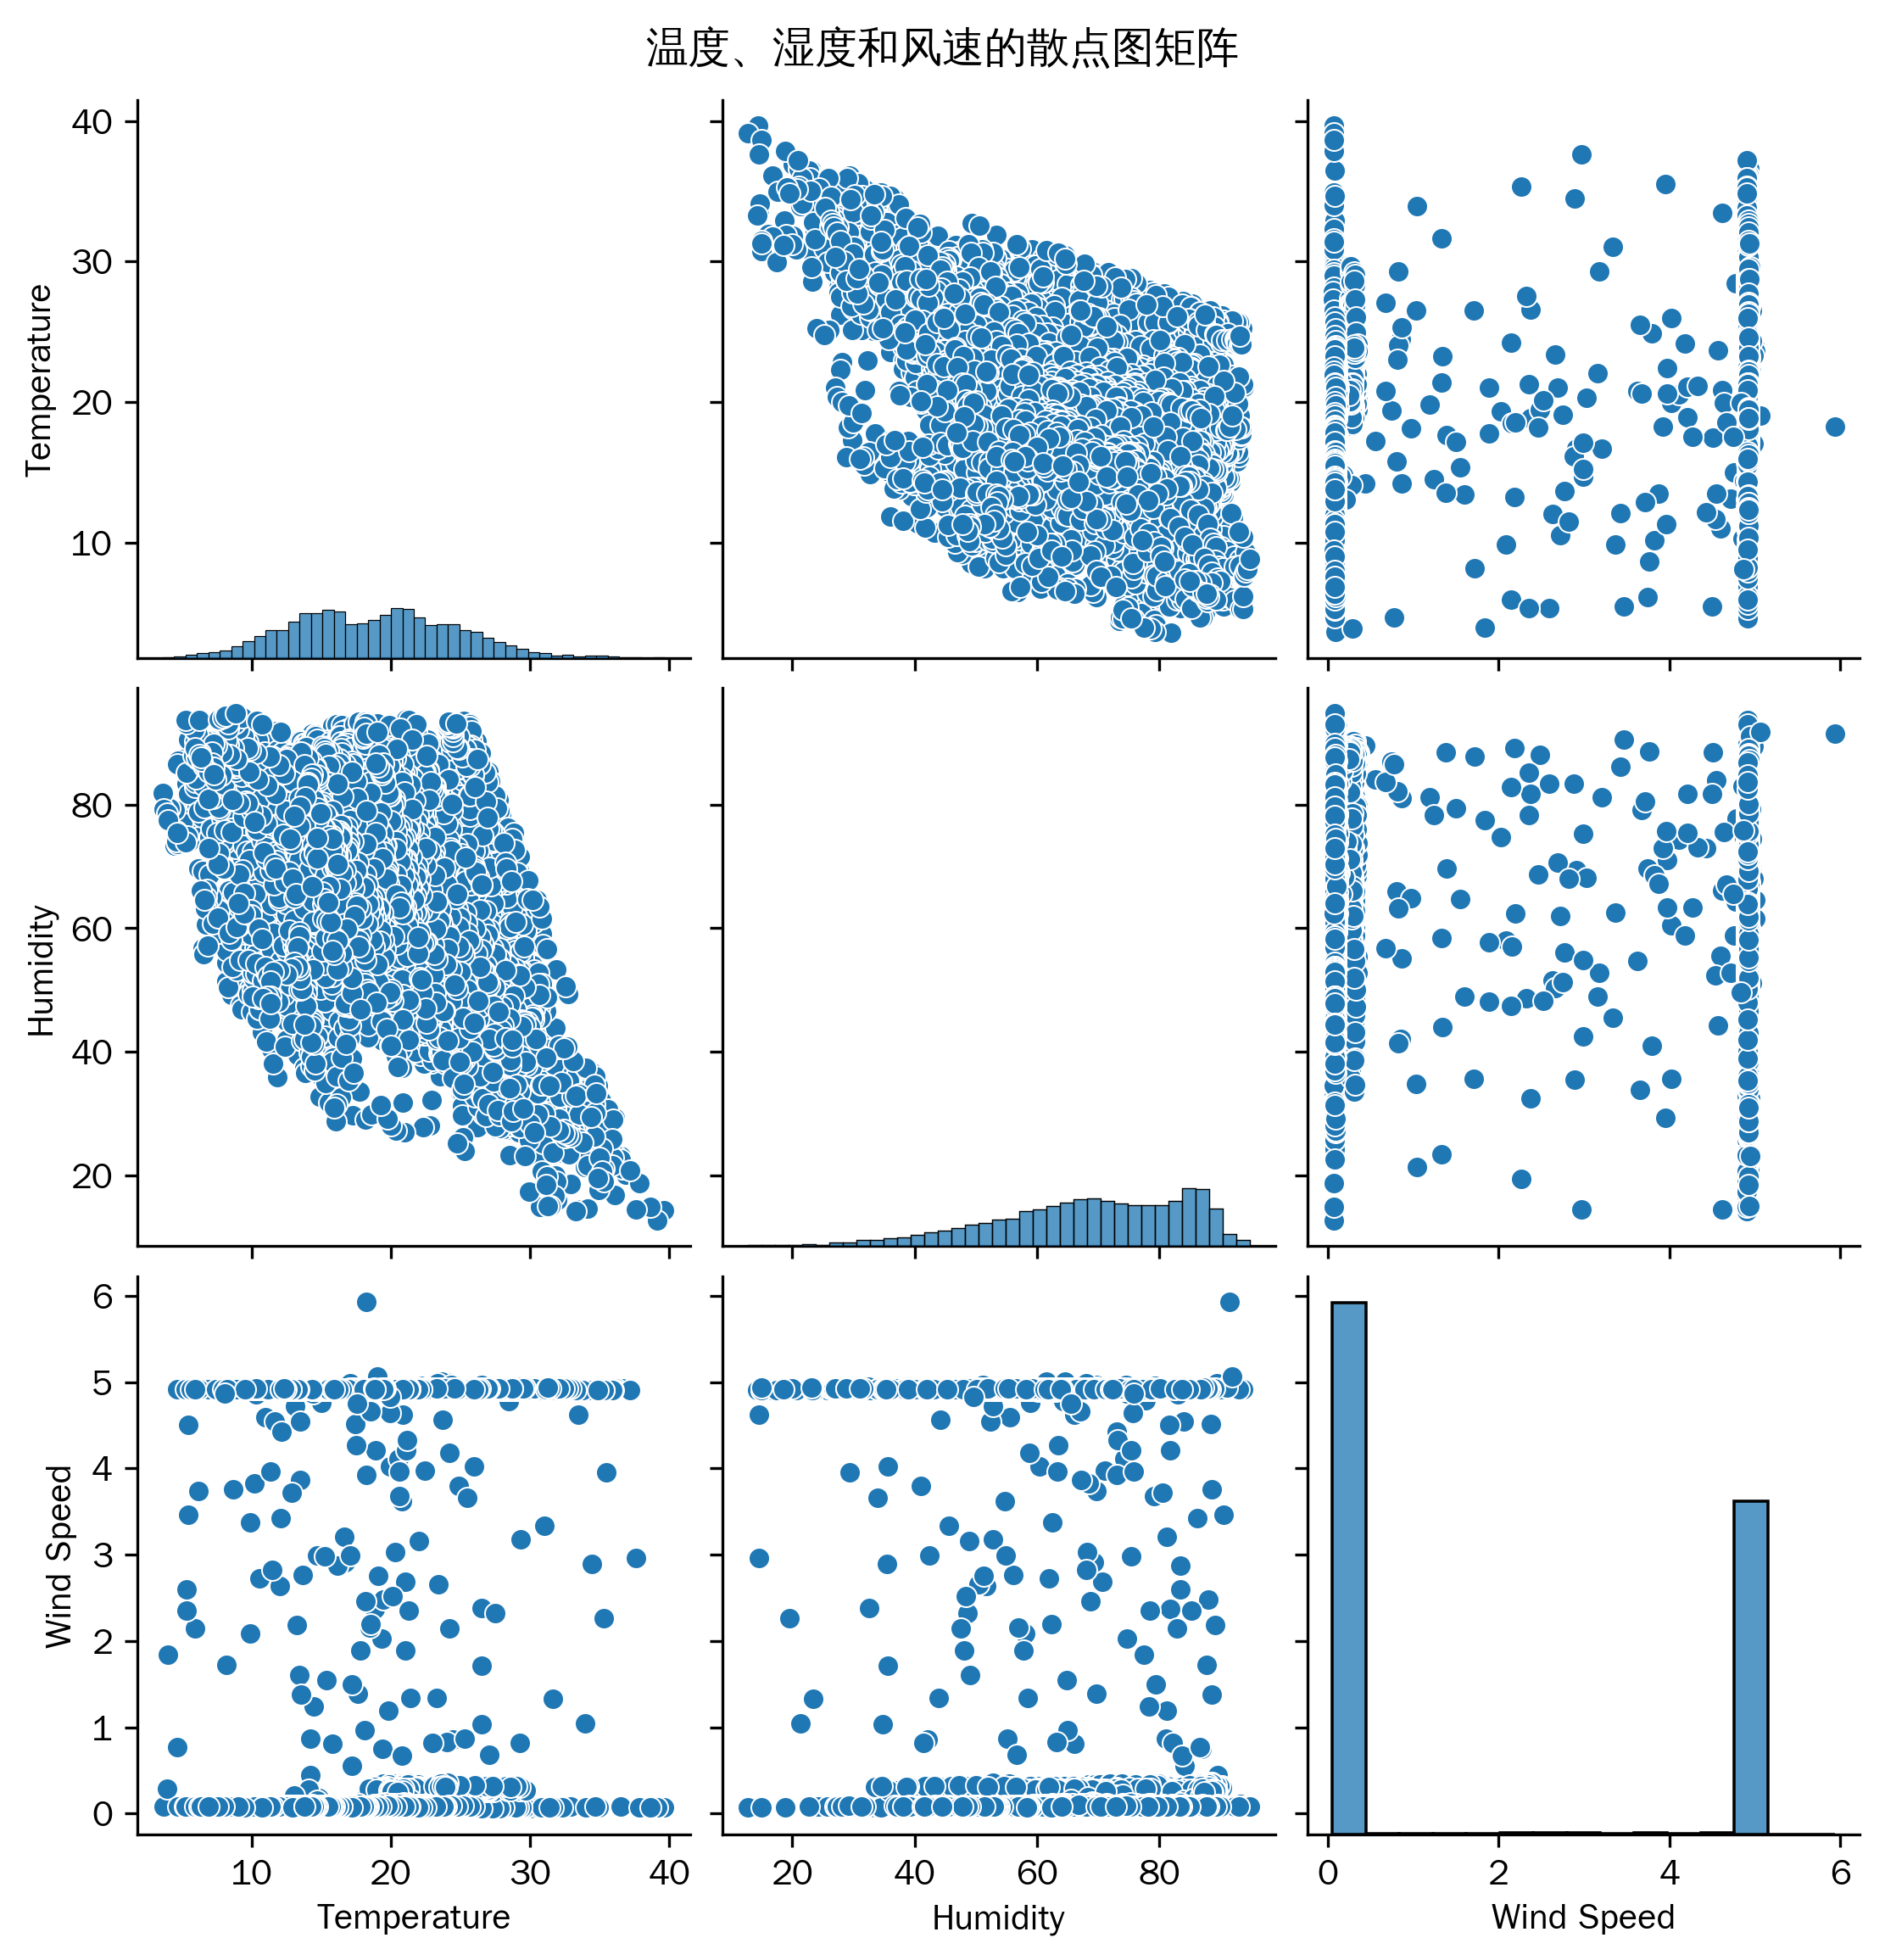 温度、湿度和风速的散点图矩阵
40
30
20
10
Temperature
80
60
40
20
Humidity
6
5
4
3
2
1
0
Wind Speed
10 20 30 40
20 40 60 80
0 2 4 6
Temperature
Humidity
Wind Speed